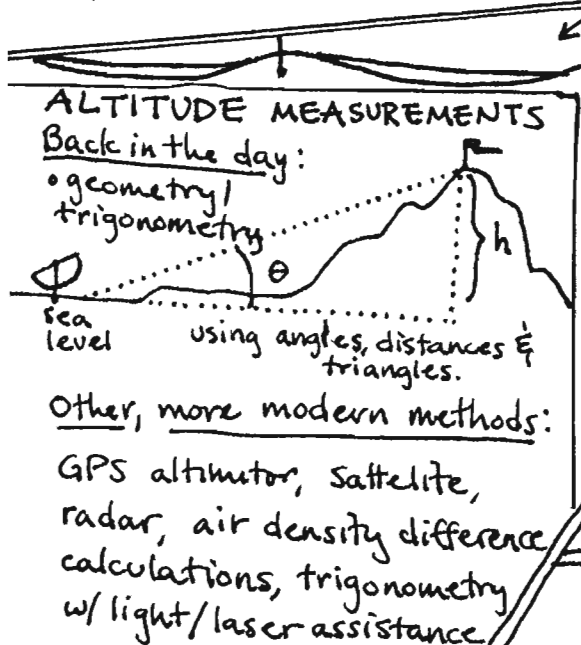 ALTITUDE MEASUREMENTS
Back in the day:
• geometry/
trigonometry
θ
h
sea
level
using angles, distances &
triangles.
Other, more modern methods:
GPS altimutor, Sattelite,
radar, air density difference
calculations, trigonometry
w/ light/laser assistance